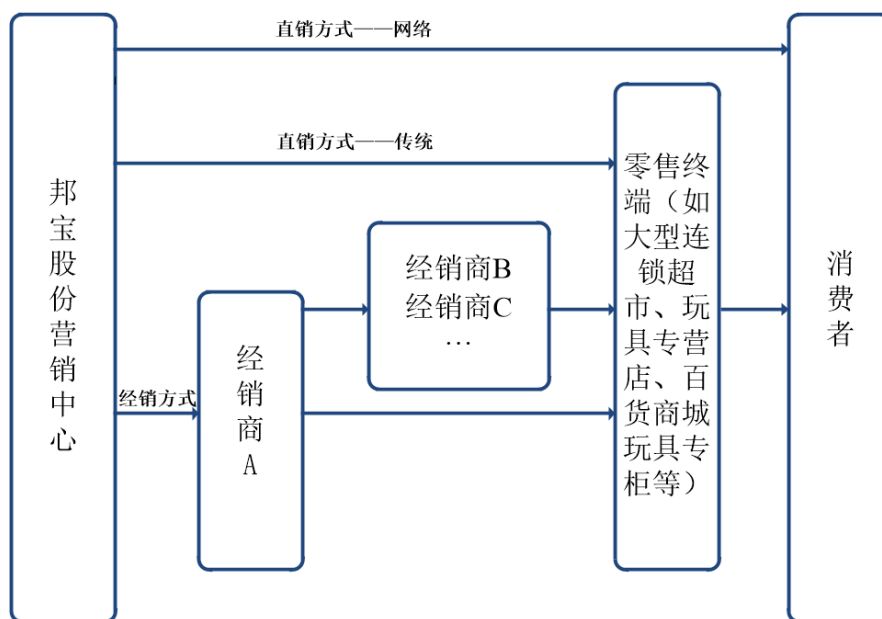 直销方式——网络
直销方式——传统
邦宝股份营销中心
经销方式
经销商A
经销商B
经销商C
…
零售终
端（如
大型连
锁超
市、玩
具专营
店、百
货商城
玩具专
柜等）
消费者